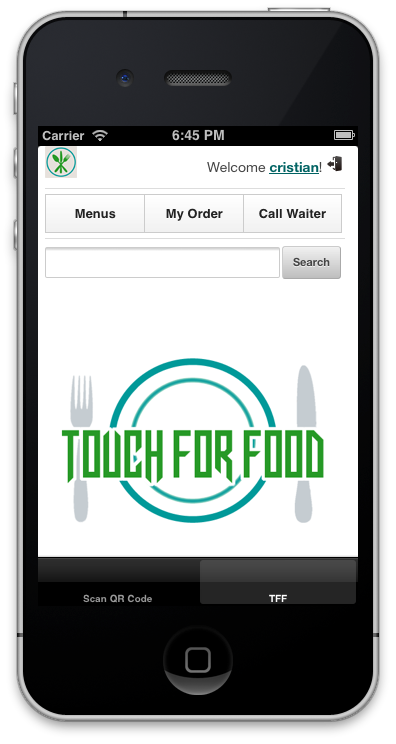 Carrier 6:45 PM
Welcome cristian!
Menus My Order Call Waiter
Search
TOUCH FOR FOOD
Scan QR Code TFF